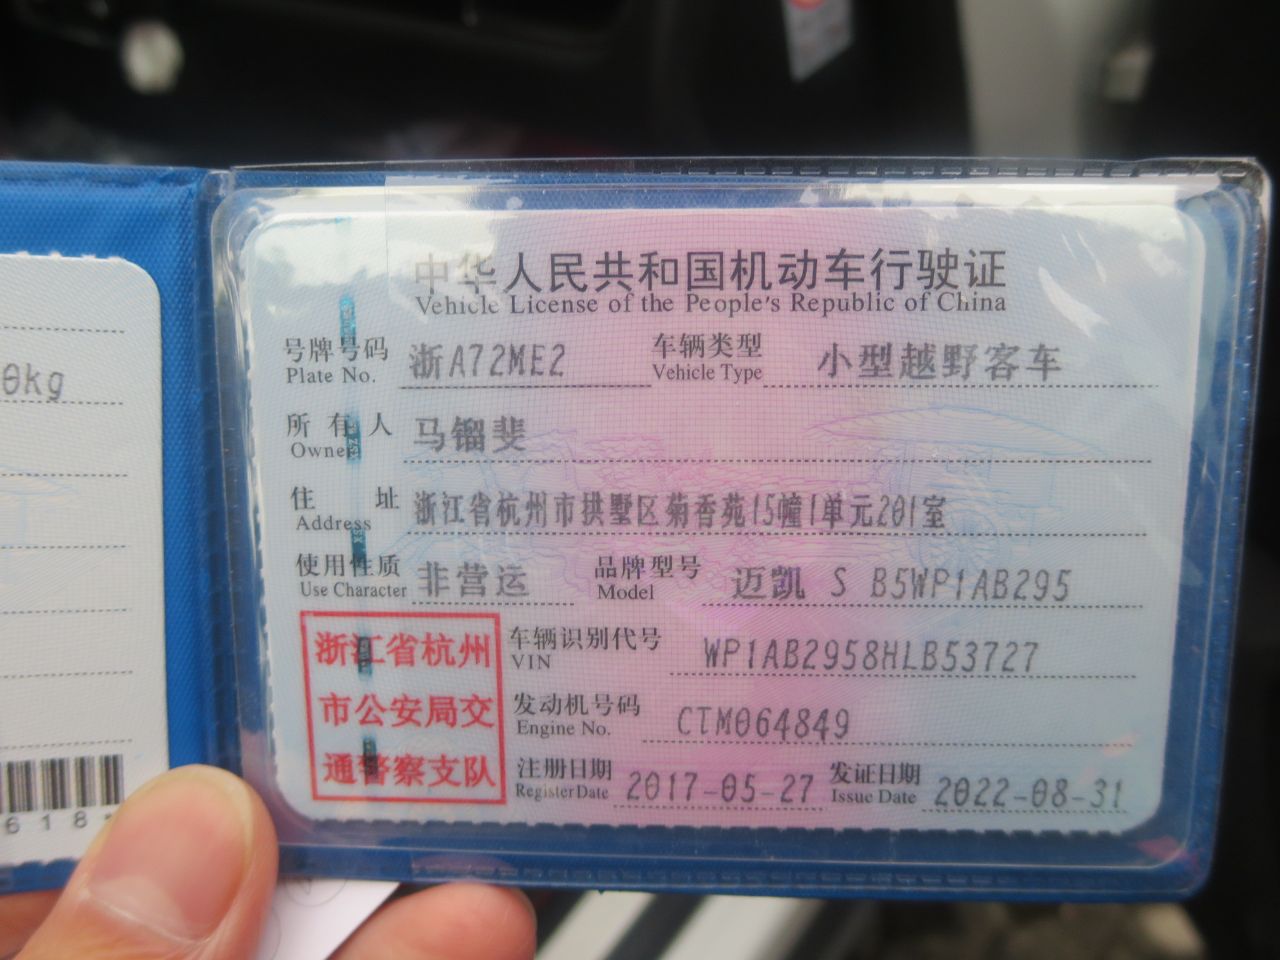 0kg
618
中华人民共和国机动车行驶证
Vehicle License of the People's Republic of China
号牌号码 浙A72ME2 车辆类型 小型越野客车
Plate No. Vehicle Type
所有人 马镏斐
Owner
住址 浙江省杭州市拱墅区菊香苑15幢1单元201室
Address
使用性质 非营运 品牌型号 迈凯 S B5WP1AB295
Use Character Model
浙江省杭州
市公安局交
通警察支队
车辆识别代号 WP1AB2958HLB53727
VIN
发动机号码 CTM064849
Engine No.
注册日期 2017-05-27 发证日期 2022-08-31
Register Date Issue Date